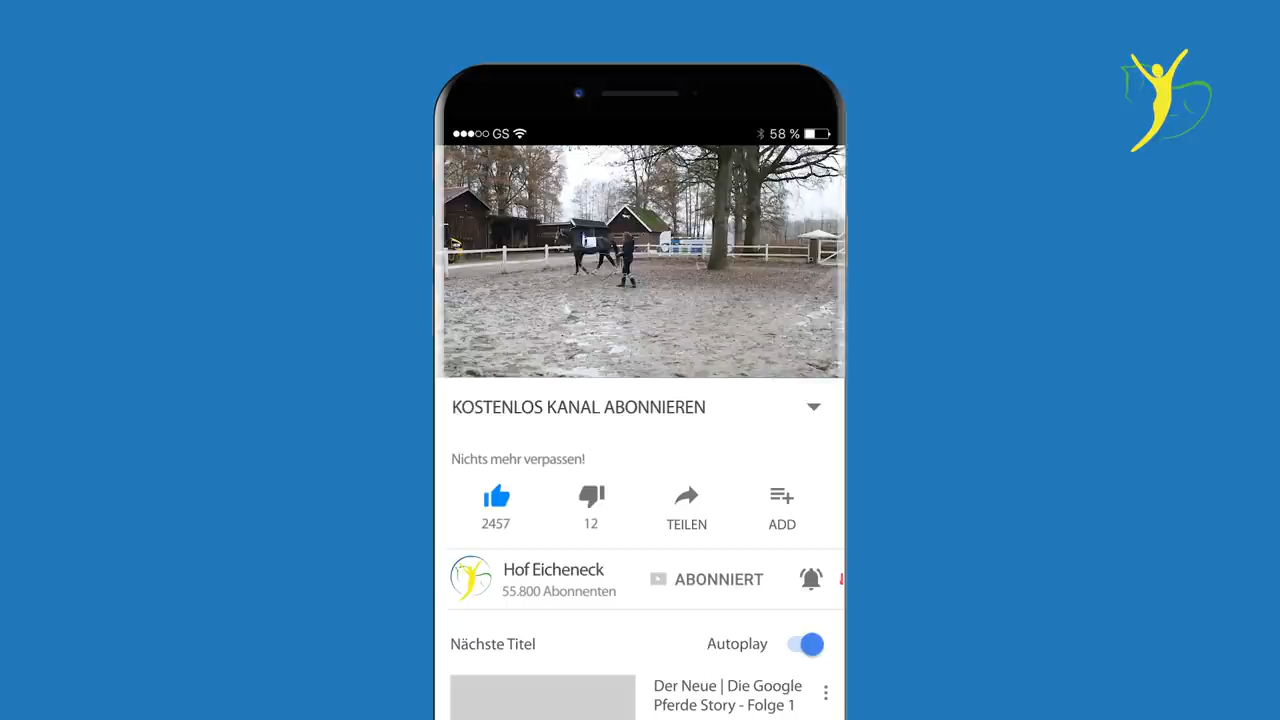 GS
58 %
KOSTENLOS KANAL ABONNIEREN
Nichts mehr verpassen!
2457
12
TEILEN
ADD
Hof Eicheneck
55.800 Abonnenten
ABONNIERT
Nächste Titel
Autoplay
Der Neue | Die Google
Pferde Story - Folge 1